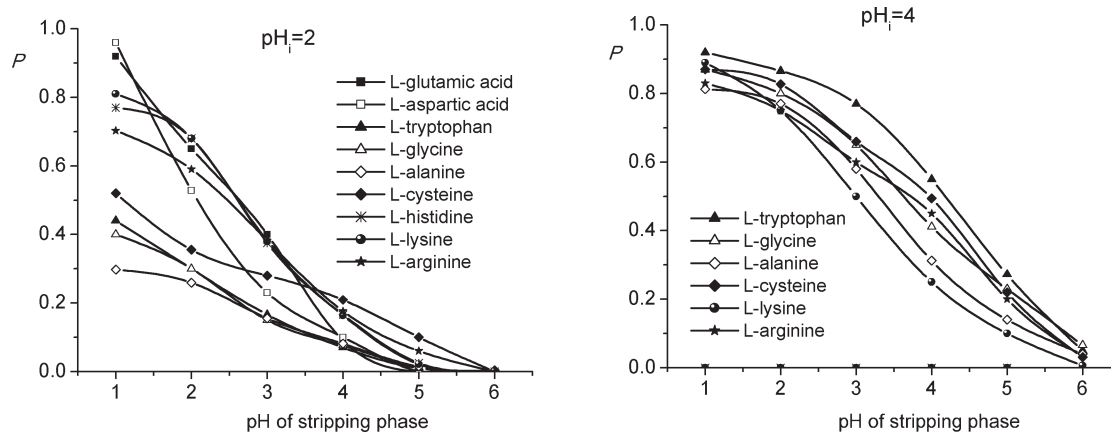 pHi=2
P
1.0
0.8
0.6
0.4
0.2
0.0
L-glutamic acid
L-aspartic acid
L-tryptophan
L-glycine
L-alanine
L-cysteine
L-histidine
L-lysine
L-arginine
1 2 3 4 5 6
pH of stripping phase
pHi=4
P
1.0
0.8
0.6
0.4
0.2
0.0
L-tryptophan
L-glycine
L-alanine
L-cysteine
L-lysine
L-arginine
1 2 3 4 5 6
pH of stripping phase